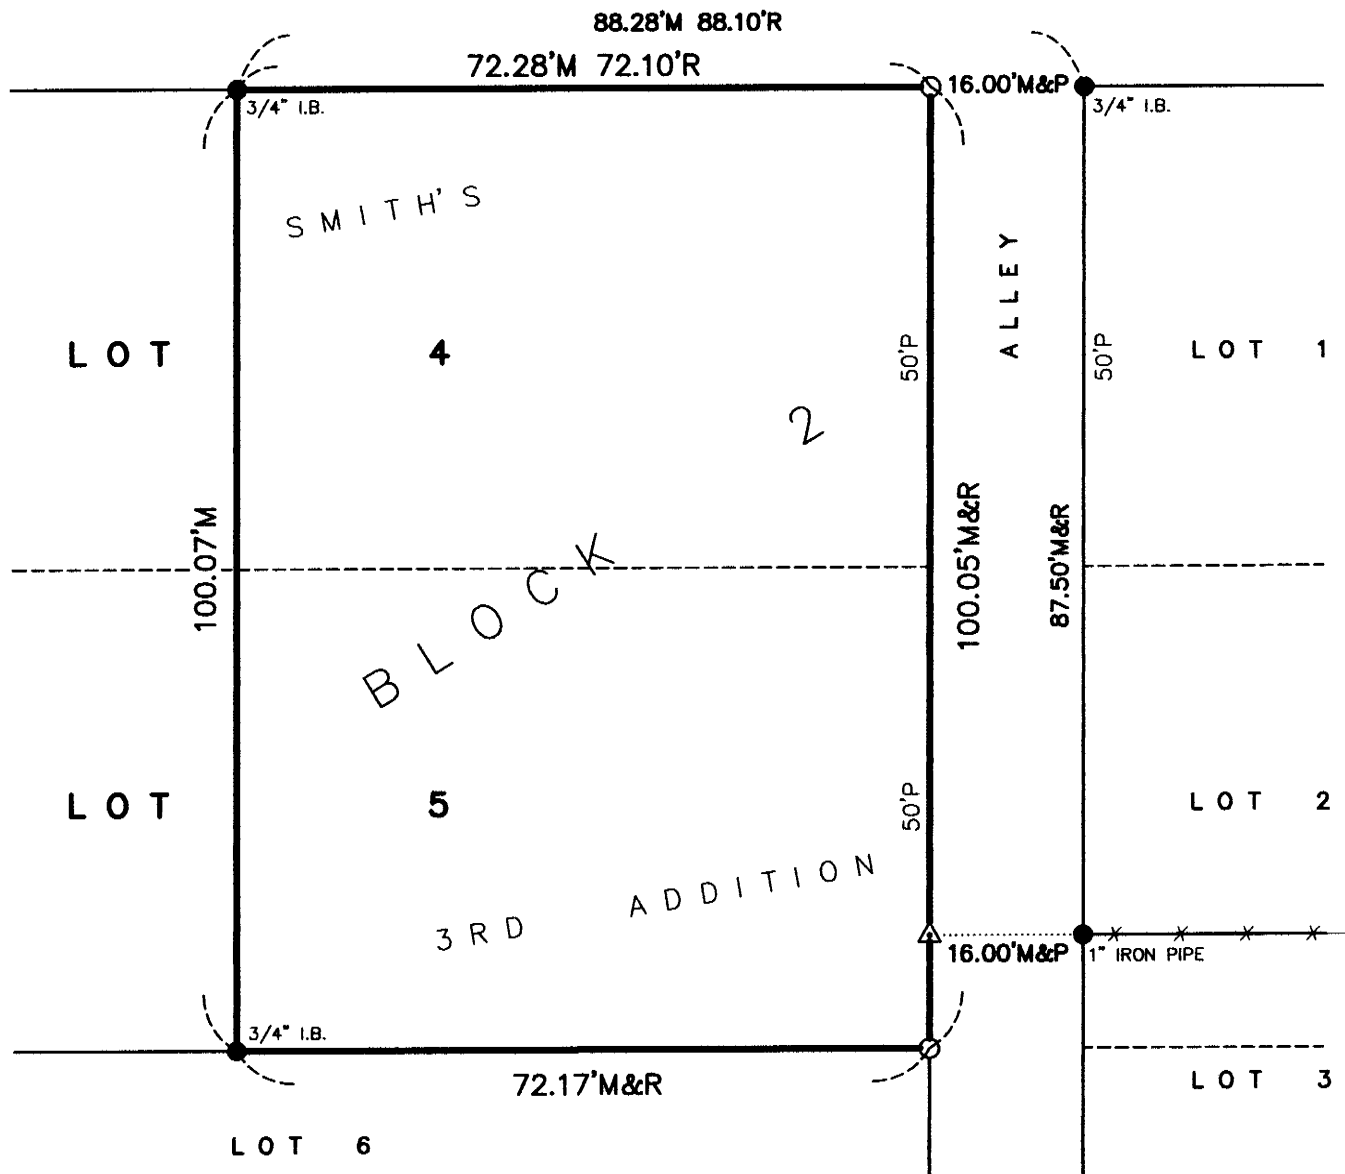 88.28'M 88.10'R
72.28'M 72.10'R
16.00'M&P
3/4" I.B.
3/4" I.B.
SMITH'S
ALLEY
LOT 4
50'P
50'P
LOT 1
2
100.07'M
100.05'M&R
87.50'M&R
BLOCK
LOT 5
50'P
LOT 2
3RD ADDITION
16.00'M&P
1" IRON PIPE
3/4" I.B.
72.17'M&R
LOT 3
LOT 6